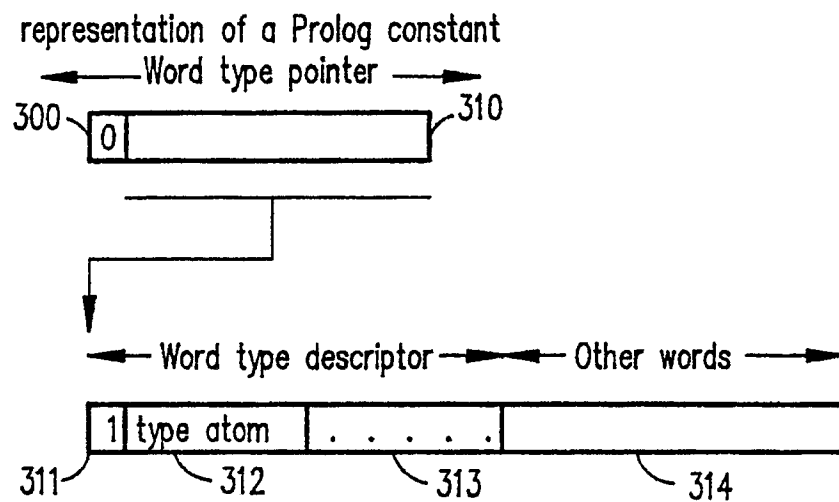 representation of a Prolog constant
Word type pointer
300 0 310
Word type descriptor Other words
1 type atom . . . . .
311 312 313 314